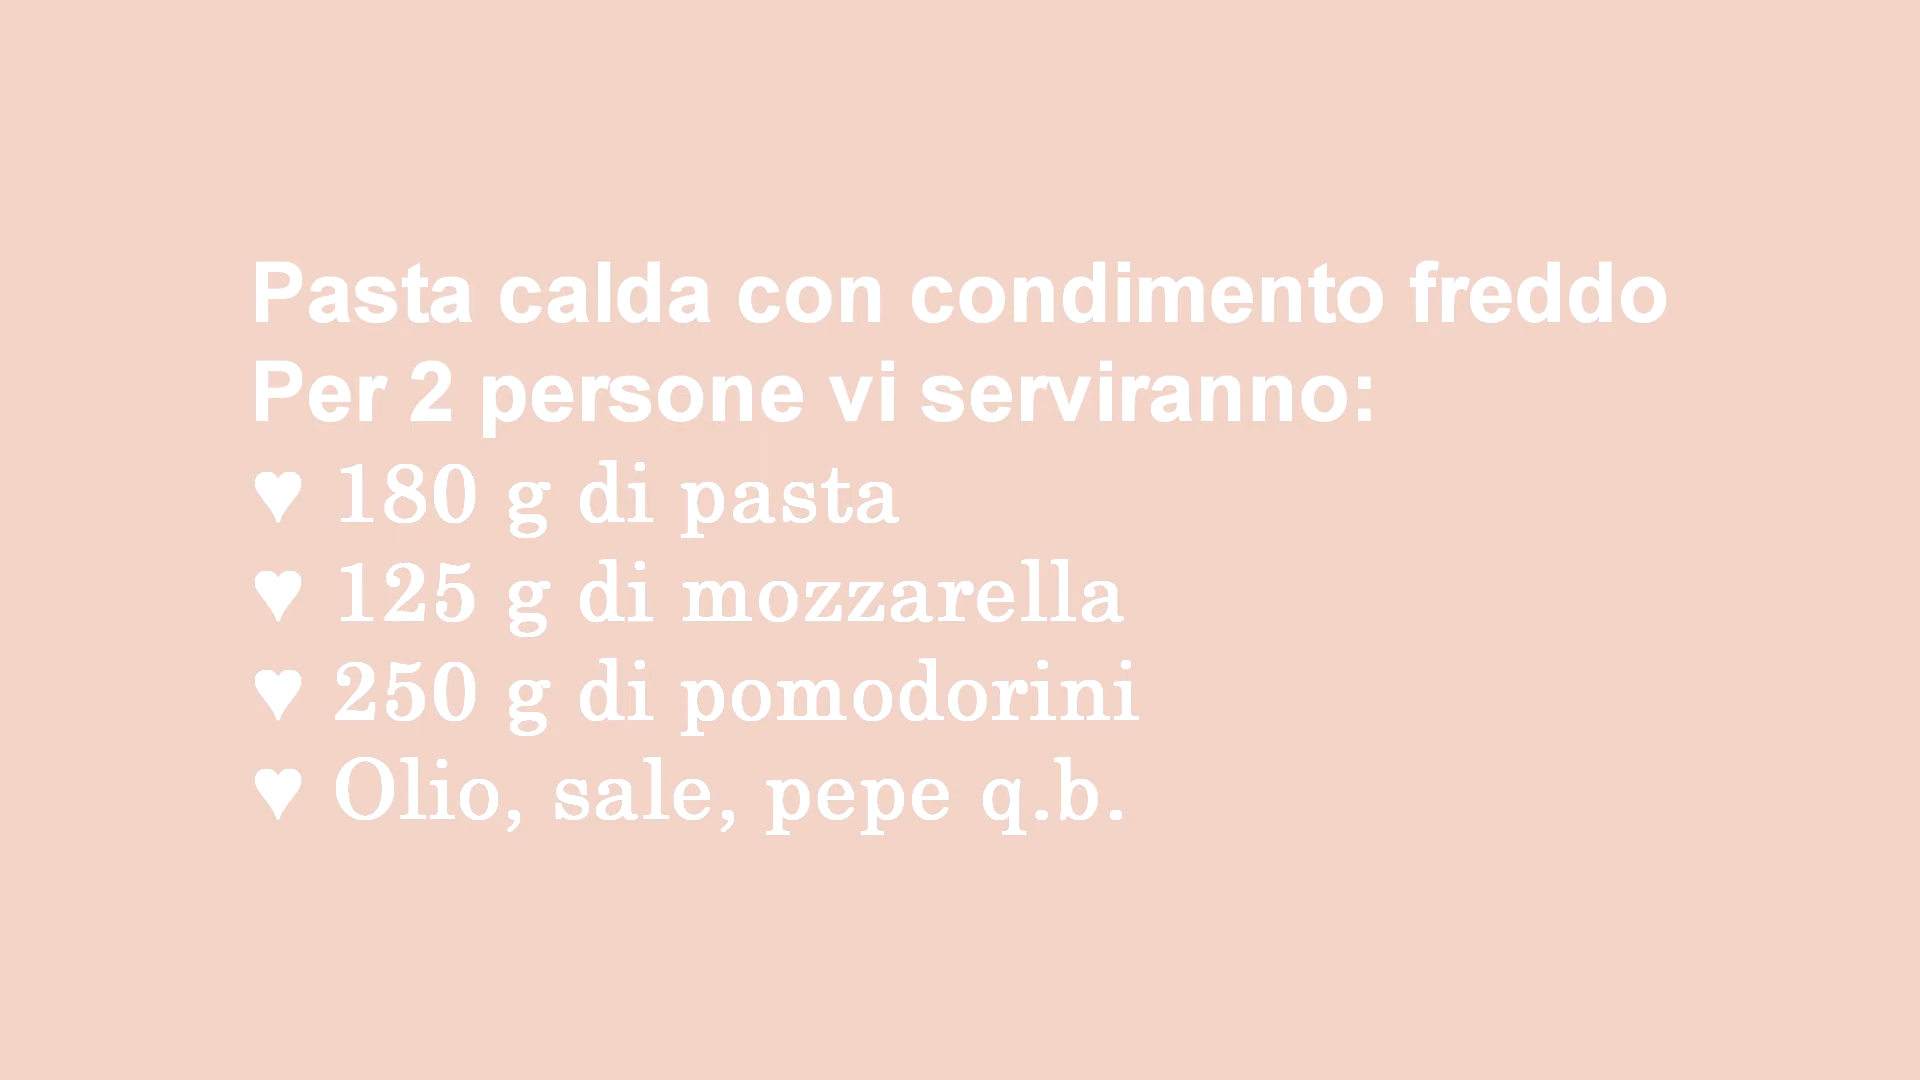 Pasta calda con condimento freddo
Per 2 persone vi serviranno:
♥ 180 g di pasta
♥ 125 g di mozzarella
♥ 250 g di pomodorini
♥ Olio, sale, pepe q.b.